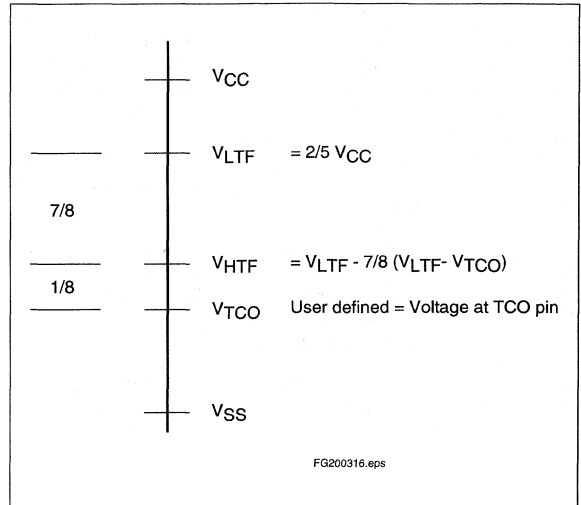 VCC
VLTF = 2/5 VCC
7/8
VHTF = VLTF - 7/8 (VLTF- VTCO)
1/8
VTCO User defined = Voltage at TCO pin
VSS
FG200316.eps